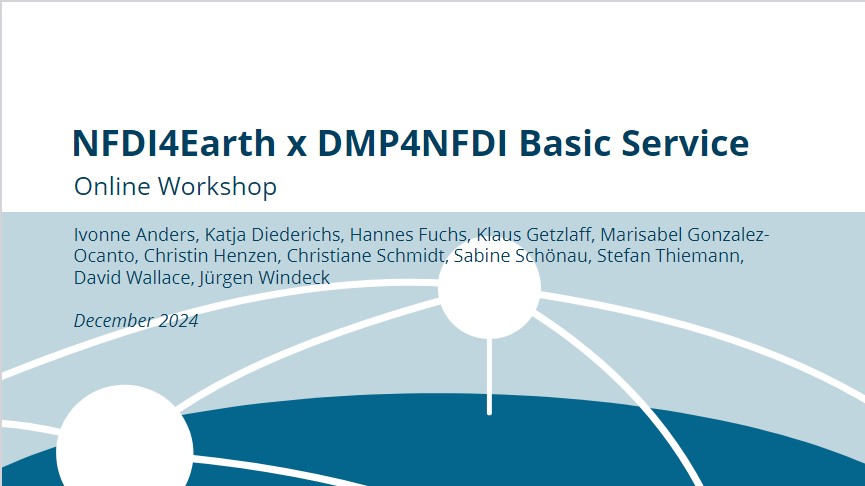 NFDI4Earth x DMP4NFDI Basic Service
Online Workshop
Ivonne Anders, Katja Diederichs, Hannes Fuchs, Klaus Getzlaff, Marisabel Gonzalez-
Ocanto, Christin Henzen, Christiane Schmidt, Sabine Schönau, Stefan Thiemann,
David Wallace, Jürgen Windeck
December 2024